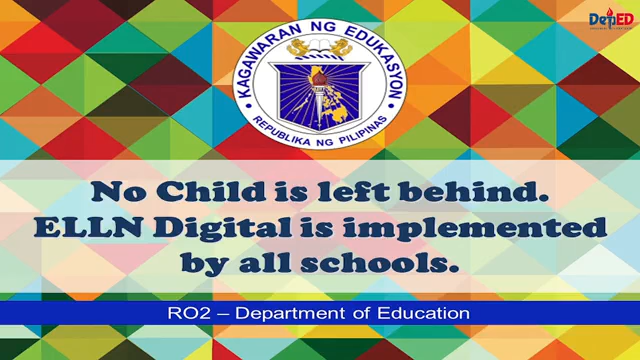 DepED
KAGAWARAN NG EDUKASYON
REPUBLIKA NG PILIPINAS
No Child is left behind.
ELLN Digital is implemented
by all schools.
RO2 – Department of Education